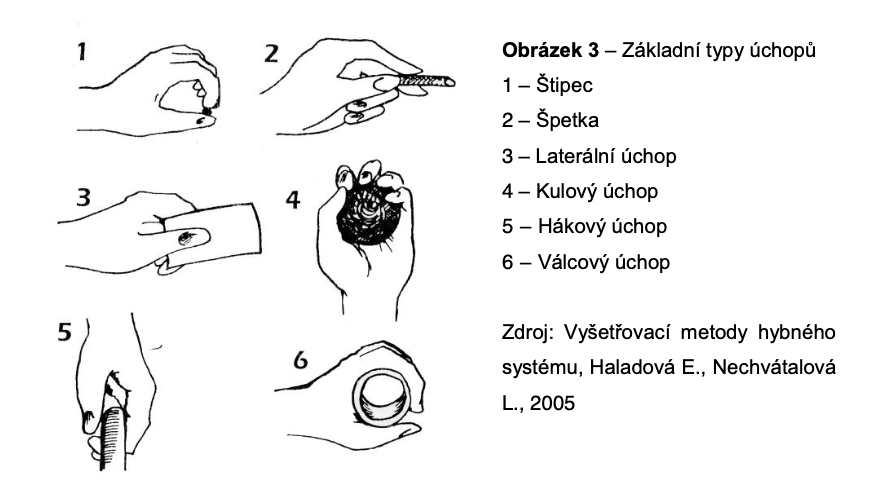 1
2
3
4
5
6
Obrázek 3 – Základní typy úchopů
1 – Štipec
2 – Špetka
3 – Laterální úchop
4 – Kulový úchop
5 – Hákový úchop
6 – Válcový úchop
Zdroj: Vyšetřovací metody hybného
systému, Haladová E., Nechvátalová
L., 2005